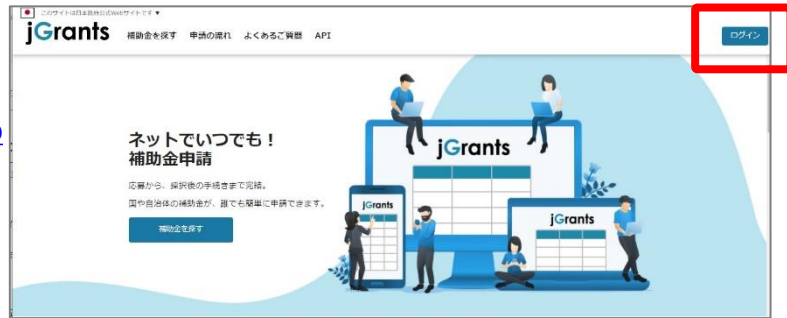 このサイトは日本政府公式Webサイトです ▼
jGrants 補助金を探す 申請の流れ よくあるご質問 API ログイン
ネットでいつでも！
補助金申請
応募から、採択後の手続きまで完結。
国や自治体の補助金が、誰でも簡単に申請できます。
補助金を探す
jGrants
jGrants
jGrants